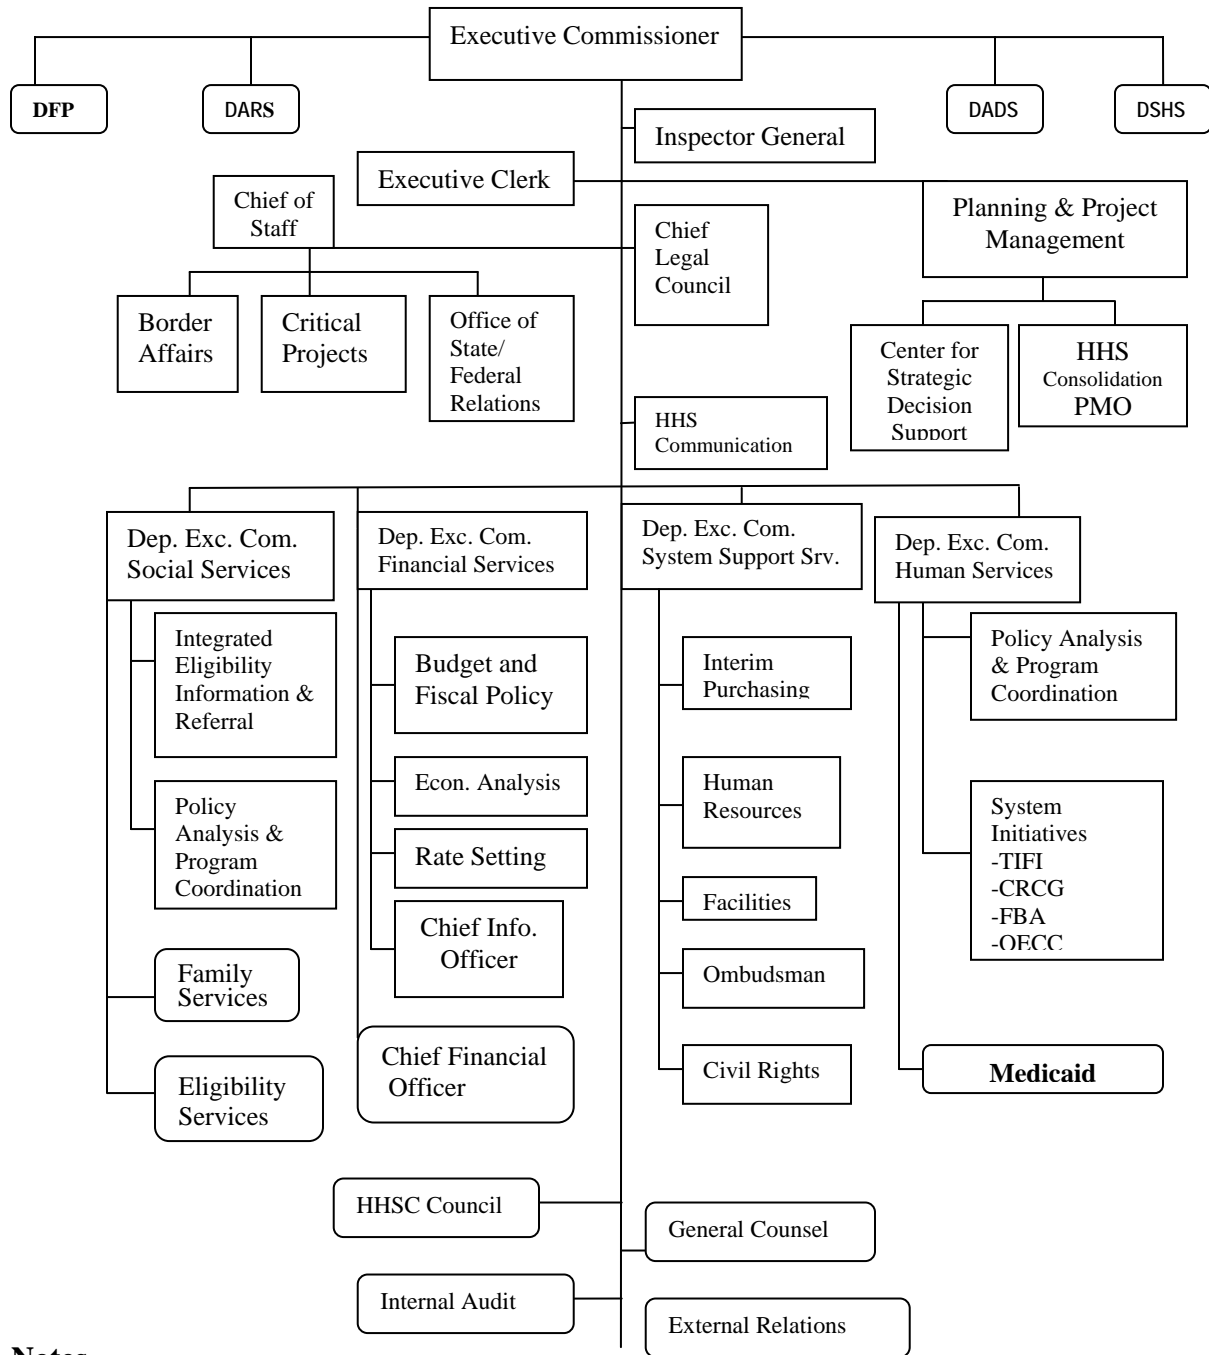 Executive Commissioner
DFP
DARS
DADS
DSHS
Inspector General
Executive Clerk
Chief of
Staff
Planning & Project
Management
Chief
Legal
Council
Border
Affairs
Critical
Projects
Office of
State/
Federal
Relations
Center for
Strategic
Decision
Support
HHS
Consolidation
PMO
HHS
Communication
Dep. Exc. Com.
Social Services
Dep. Exc. Com.
Financial Services
Dep. Exc. Com.
System Support Srv.
Dep. Exc. Com.
Human Services
Integrated
Eligibility
Information &
Referral
Policy
Analysis &
Program
Coordination
Family
Services
Eligibility
Services
Budget and
Fiscal Policy
Econ. Analysis
Rate Setting
Chief Info.
Officer
Chief Financial
Officer
Interim
Purchasing
Human
Resources
Facilities
Ombudsman
Civil Rights
Policy Analysis
& Program
Coordination
System
Initiatives
-TIFI
-CRCG
-FBA
-OECC
Medicaid
HHSC Council
General Counsel
Internal Audit
External Relations
Notes